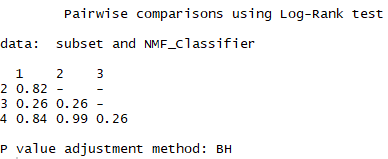 Pairwise comparisons using Log-Rank test
data:  subset and NMF_Classifier
  1    2    3
2 0.82 -    -
3 0.26 0.26 -
4 0.84 0.99 0.26
P value adjustment method: BH